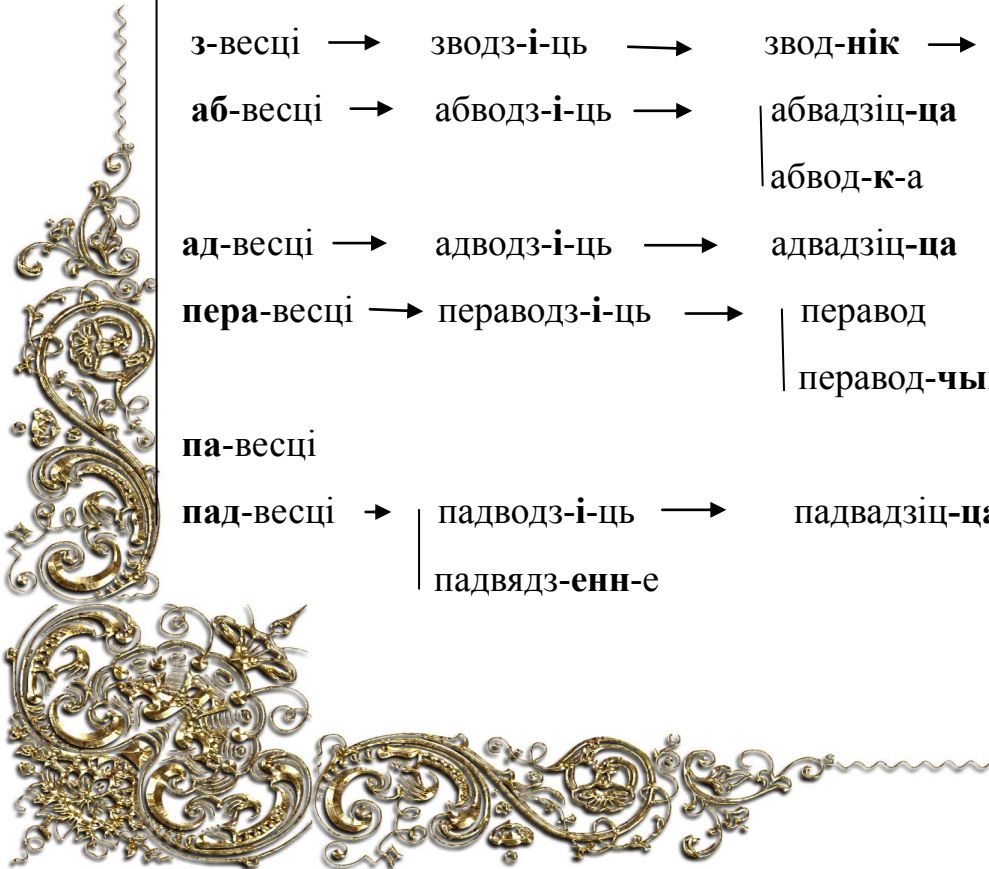 з-весці → зводз-і-ць → звод-нік →
аб-весці → абводз-і-ць → абвадзіц-ца
абвод-к-а
ад-весці → адводз-і-ць → адвадзіц-ца
пера-весці → пераводз-і-ць → перавод
перавод-чы
па-весці
пад-весці → падводз-і-ць → падвадзіц-ца
падвядз-енн-е